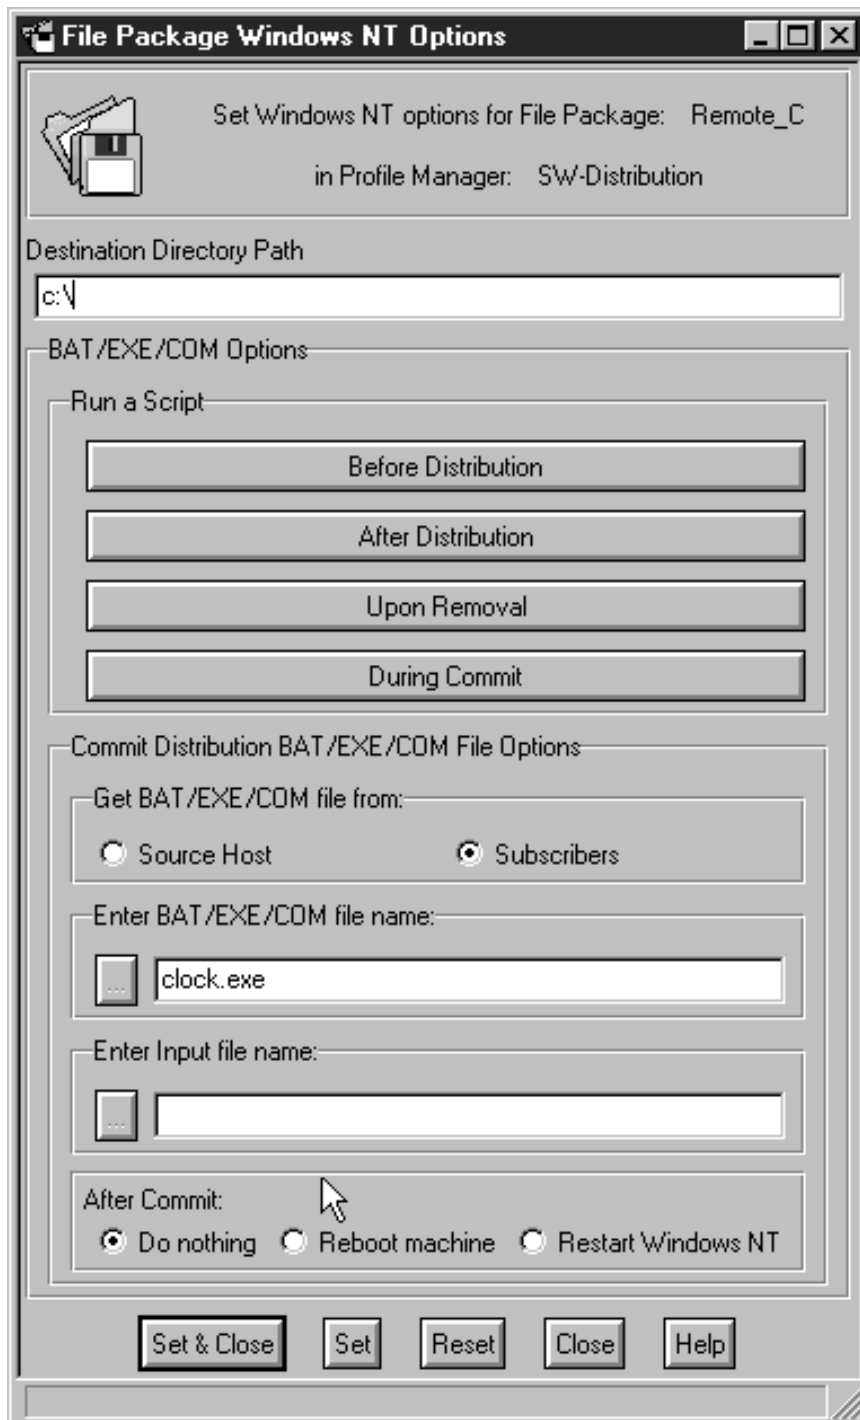 File Package Windows NT Options
Set Windows NT options for File Package: Remote_C
in Profile Manager: SW-Distribution
Destination Directory Path
c:\
BAT/EXE/COM Options
Run a Script
Before Distribution
After Distribution
Upon Removal
During Commit
Commit Distribution BAT/EXE/COM File Options
Get BAT/EXE/COM file from:
Source Host Subscribers
Enter BAT/EXE/COM file name:
... clock.exe
Enter Input file name:
...
After Commit:
Do nothing Reboot machine Restart Windows NT
Set & Close Set Reset Close Help